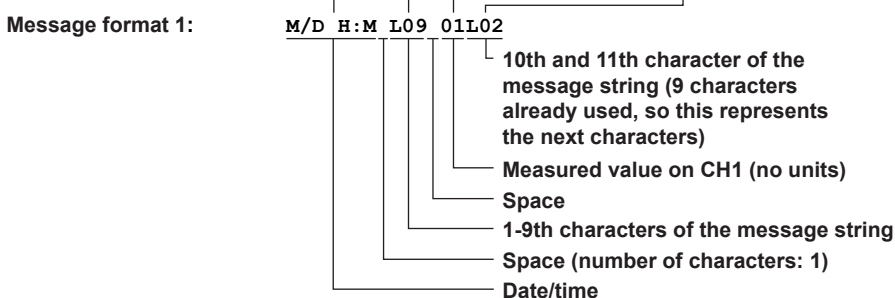 Message format 1: M/D H:M L09 01L02
10th and 11th character of the
message string (9 characters
already used, so this represents
the next characters)
Measured value on CH1 (no units)
Space
1-9th characters of the message string
Space (number of characters: 1)
Date/time